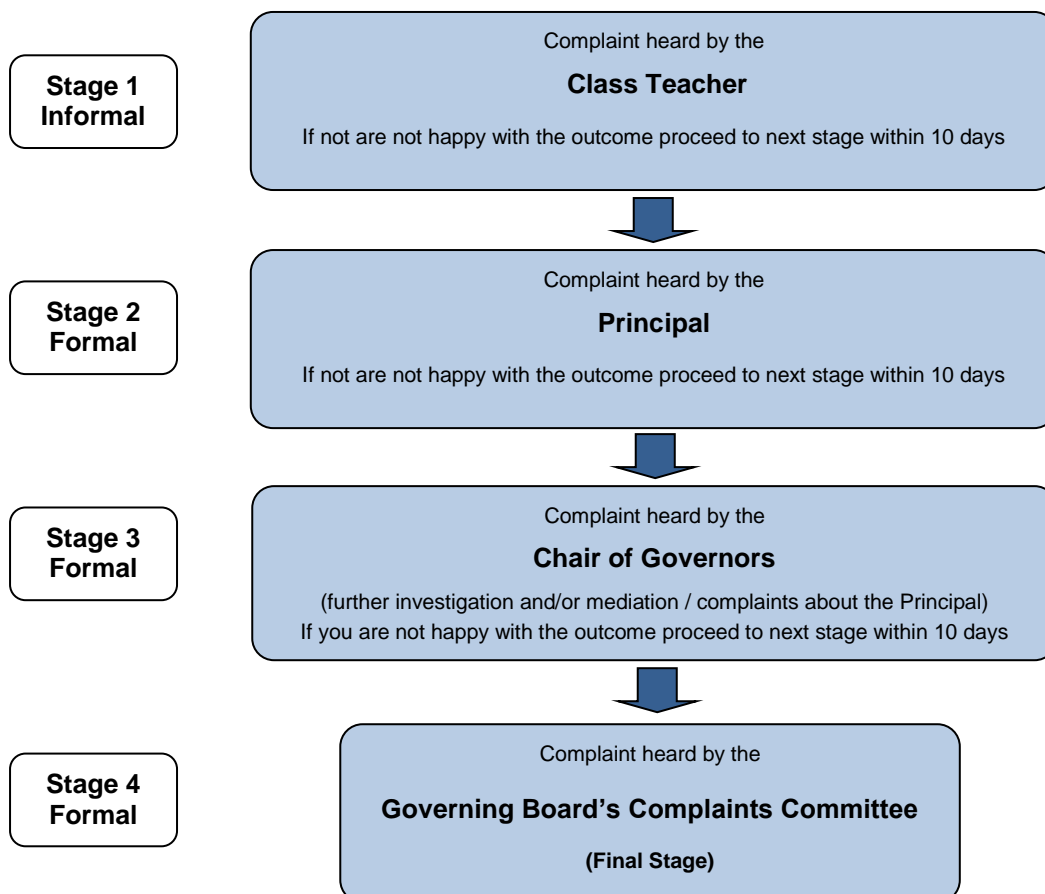 Stage 1
Informal
Complaint heard by the
Class Teacher
If not are not happy with the outcome proceed to next stage within 10 days
Stage 2
Formal
Complaint heard by the
Principal
If not are not happy with the outcome proceed to next stage within 10 days
Stage 3
Formal
Complaint heard by the
Chair of Governors
(further investigation and/or mediation / complaints about the Principal)
If you are not happy with the outcome proceed to next stage within 10 days
Stage 4
Formal
Complaint heard by the
Governing Board’s Complaints Committee
(Final Stage)